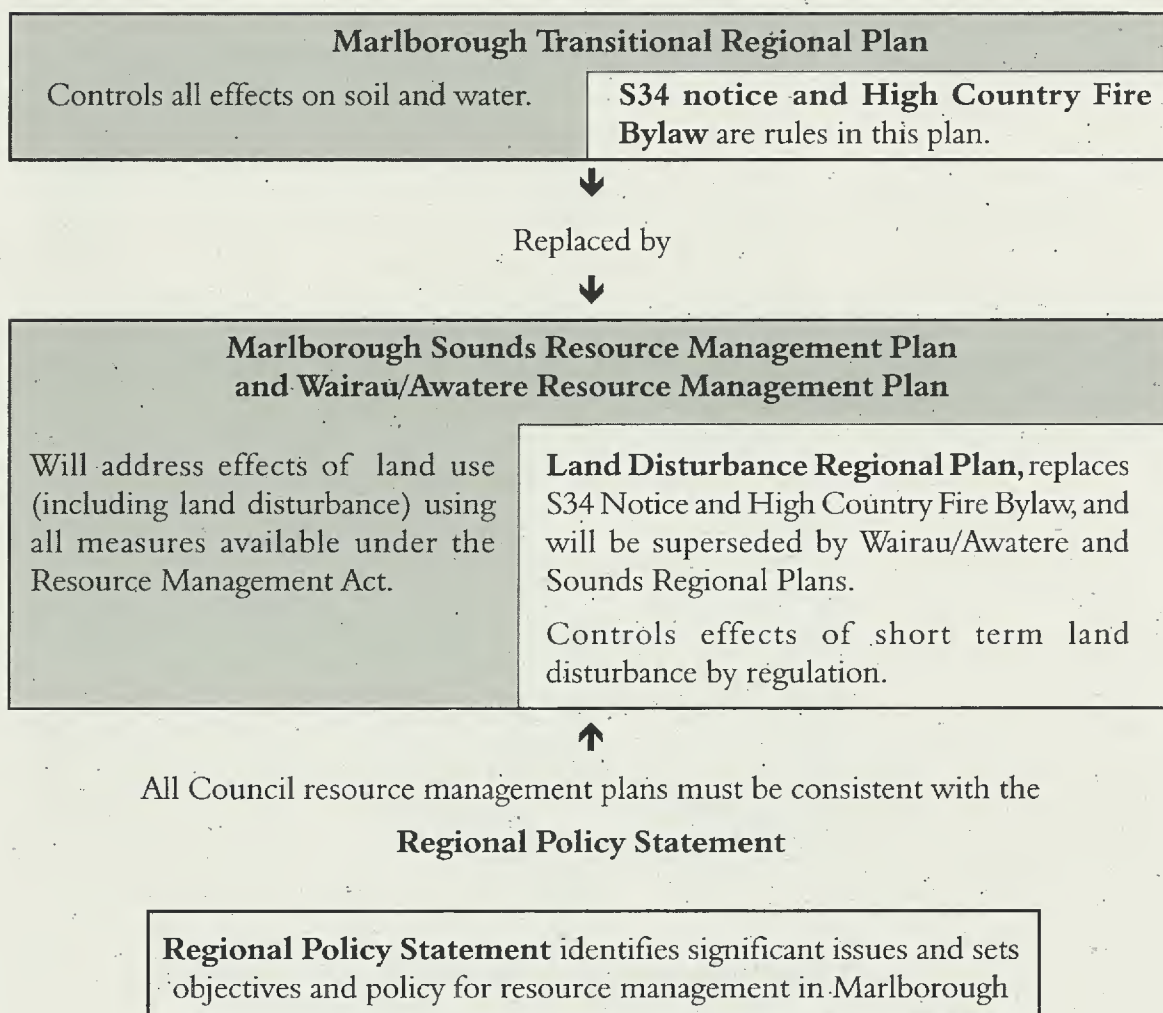 Marlborough Transitional Regional Plan
Controls all effects on soil and water.
S34 notice and High Country Fire
Bylaw are rules in this plan.
Replaced by
Marlborough Sounds Resource Management Plan
and Wairau/Awatere Resource Management Plan
Will address effects of land use
(including land disturbance) using
all measures available under the
Resource Management Act.
Land Disturbance Regional Plan, replaces
S34 Notice and High Country Fire Bylaw, and
will be superseded by Wairau/Awatere and
Sounds Regional Plans.
Controls effects of short term land
disturbance by regulation.
All Council resource management plans must be consistent with the
Regional Policy Statement
Regional Policy Statement identifies significant issues and sets
objectives and policy for resource management in Marlborough